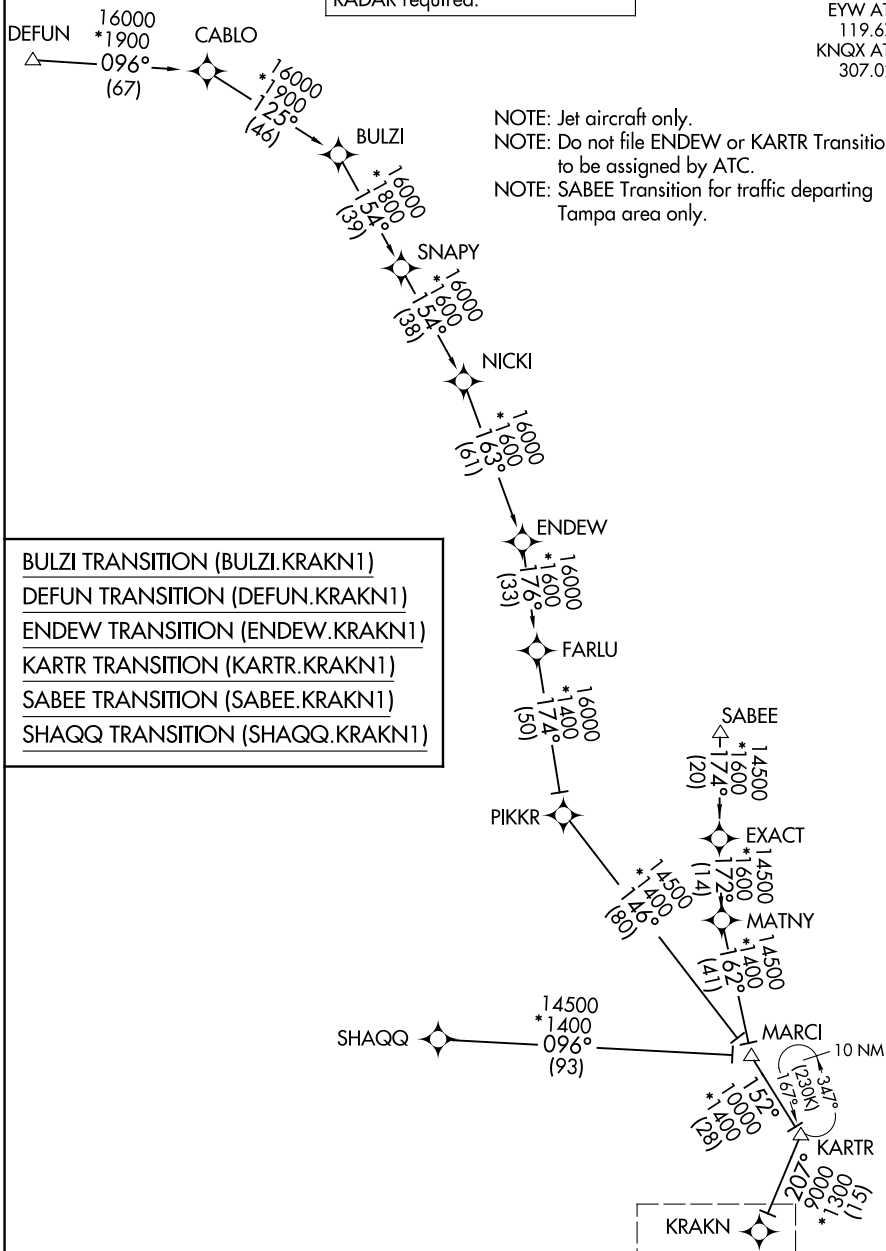 RADAR required.
EYW AT
119.67
KNQX AT
307.02
DEFUN
16000
*1900
096°
(67)
CABLO
16000
*1900
125°
(46)
BULZI
16000
*1800
154°
(39)
SNAPY
16000
*1600
154°
(38)
NICKI
16000
*1600
163°
(61)
ENDEW
16000
*1600
176°
(33)
FARLU
16000
*1400
174°
(50)
PIKKR
14500
*1400
146°
(80)
NOTE: Jet aircraft only.
NOTE: Do not file ENDEW or KARTR Transitio
to be assigned by ATC.
NOTE: SABEE Transition for traffic departing
Tampa area only.
BULZI TRANSITION (BULZI.KRAKN1)
DEFUN TRANSITION (DEFUN.KRAKN1)
ENDEW TRANSITION (ENDEW.KRAKN1)
KARTR TRANSITION (KARTR.KRAKN1)
SABEE TRANSITION (SABEE.KRAKN1)
SHAQQ TRANSITION (SHAQQ.KRAKN1)
SABEE
14500
*1600
174°
(20)
EXACT
14500
*1600
172°
(14)
MATNY
14500
*1400
162°
(41)
SHAQQ
14500
*1400
096°
(93)
MARCI
10 NM
347°
(230K)
167°
152°
10000
*1400
(28)
KARTR
207°
9000
*1300
(15)
KRAKN